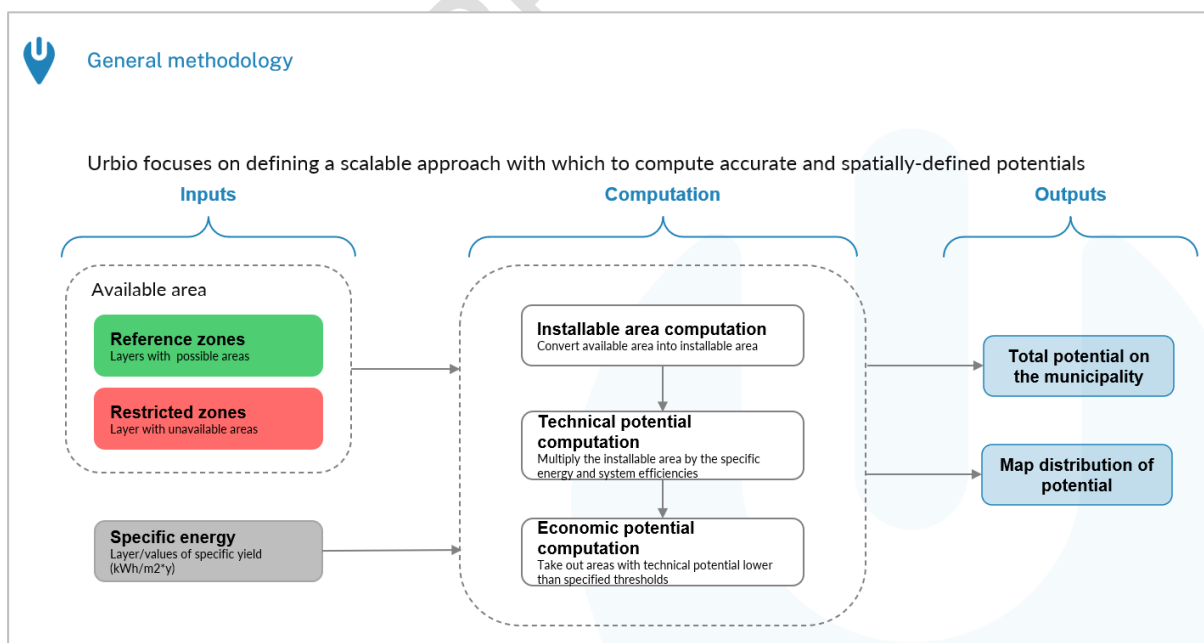 General methodology
Urbio focuses on defining a scalable approach with which to compute accurate and spatially-defined potentials
Inputs
Computation
Outputs
Available area
Reference zones
Layers with possible areas
Restricted zones
Layer with unavailable areas
Specific energy
Layer/values of specific yield
(kWh/m2*y)
Installable area computation
Convert available area into installable area
Technical potential
computation
Multiply the installable area by the specific
energy and system efficiencies
Economic potential
computation
Take out areas with technical potential lower
than specified thresholds
Total potential on
the municipality
Map distribution of
potential